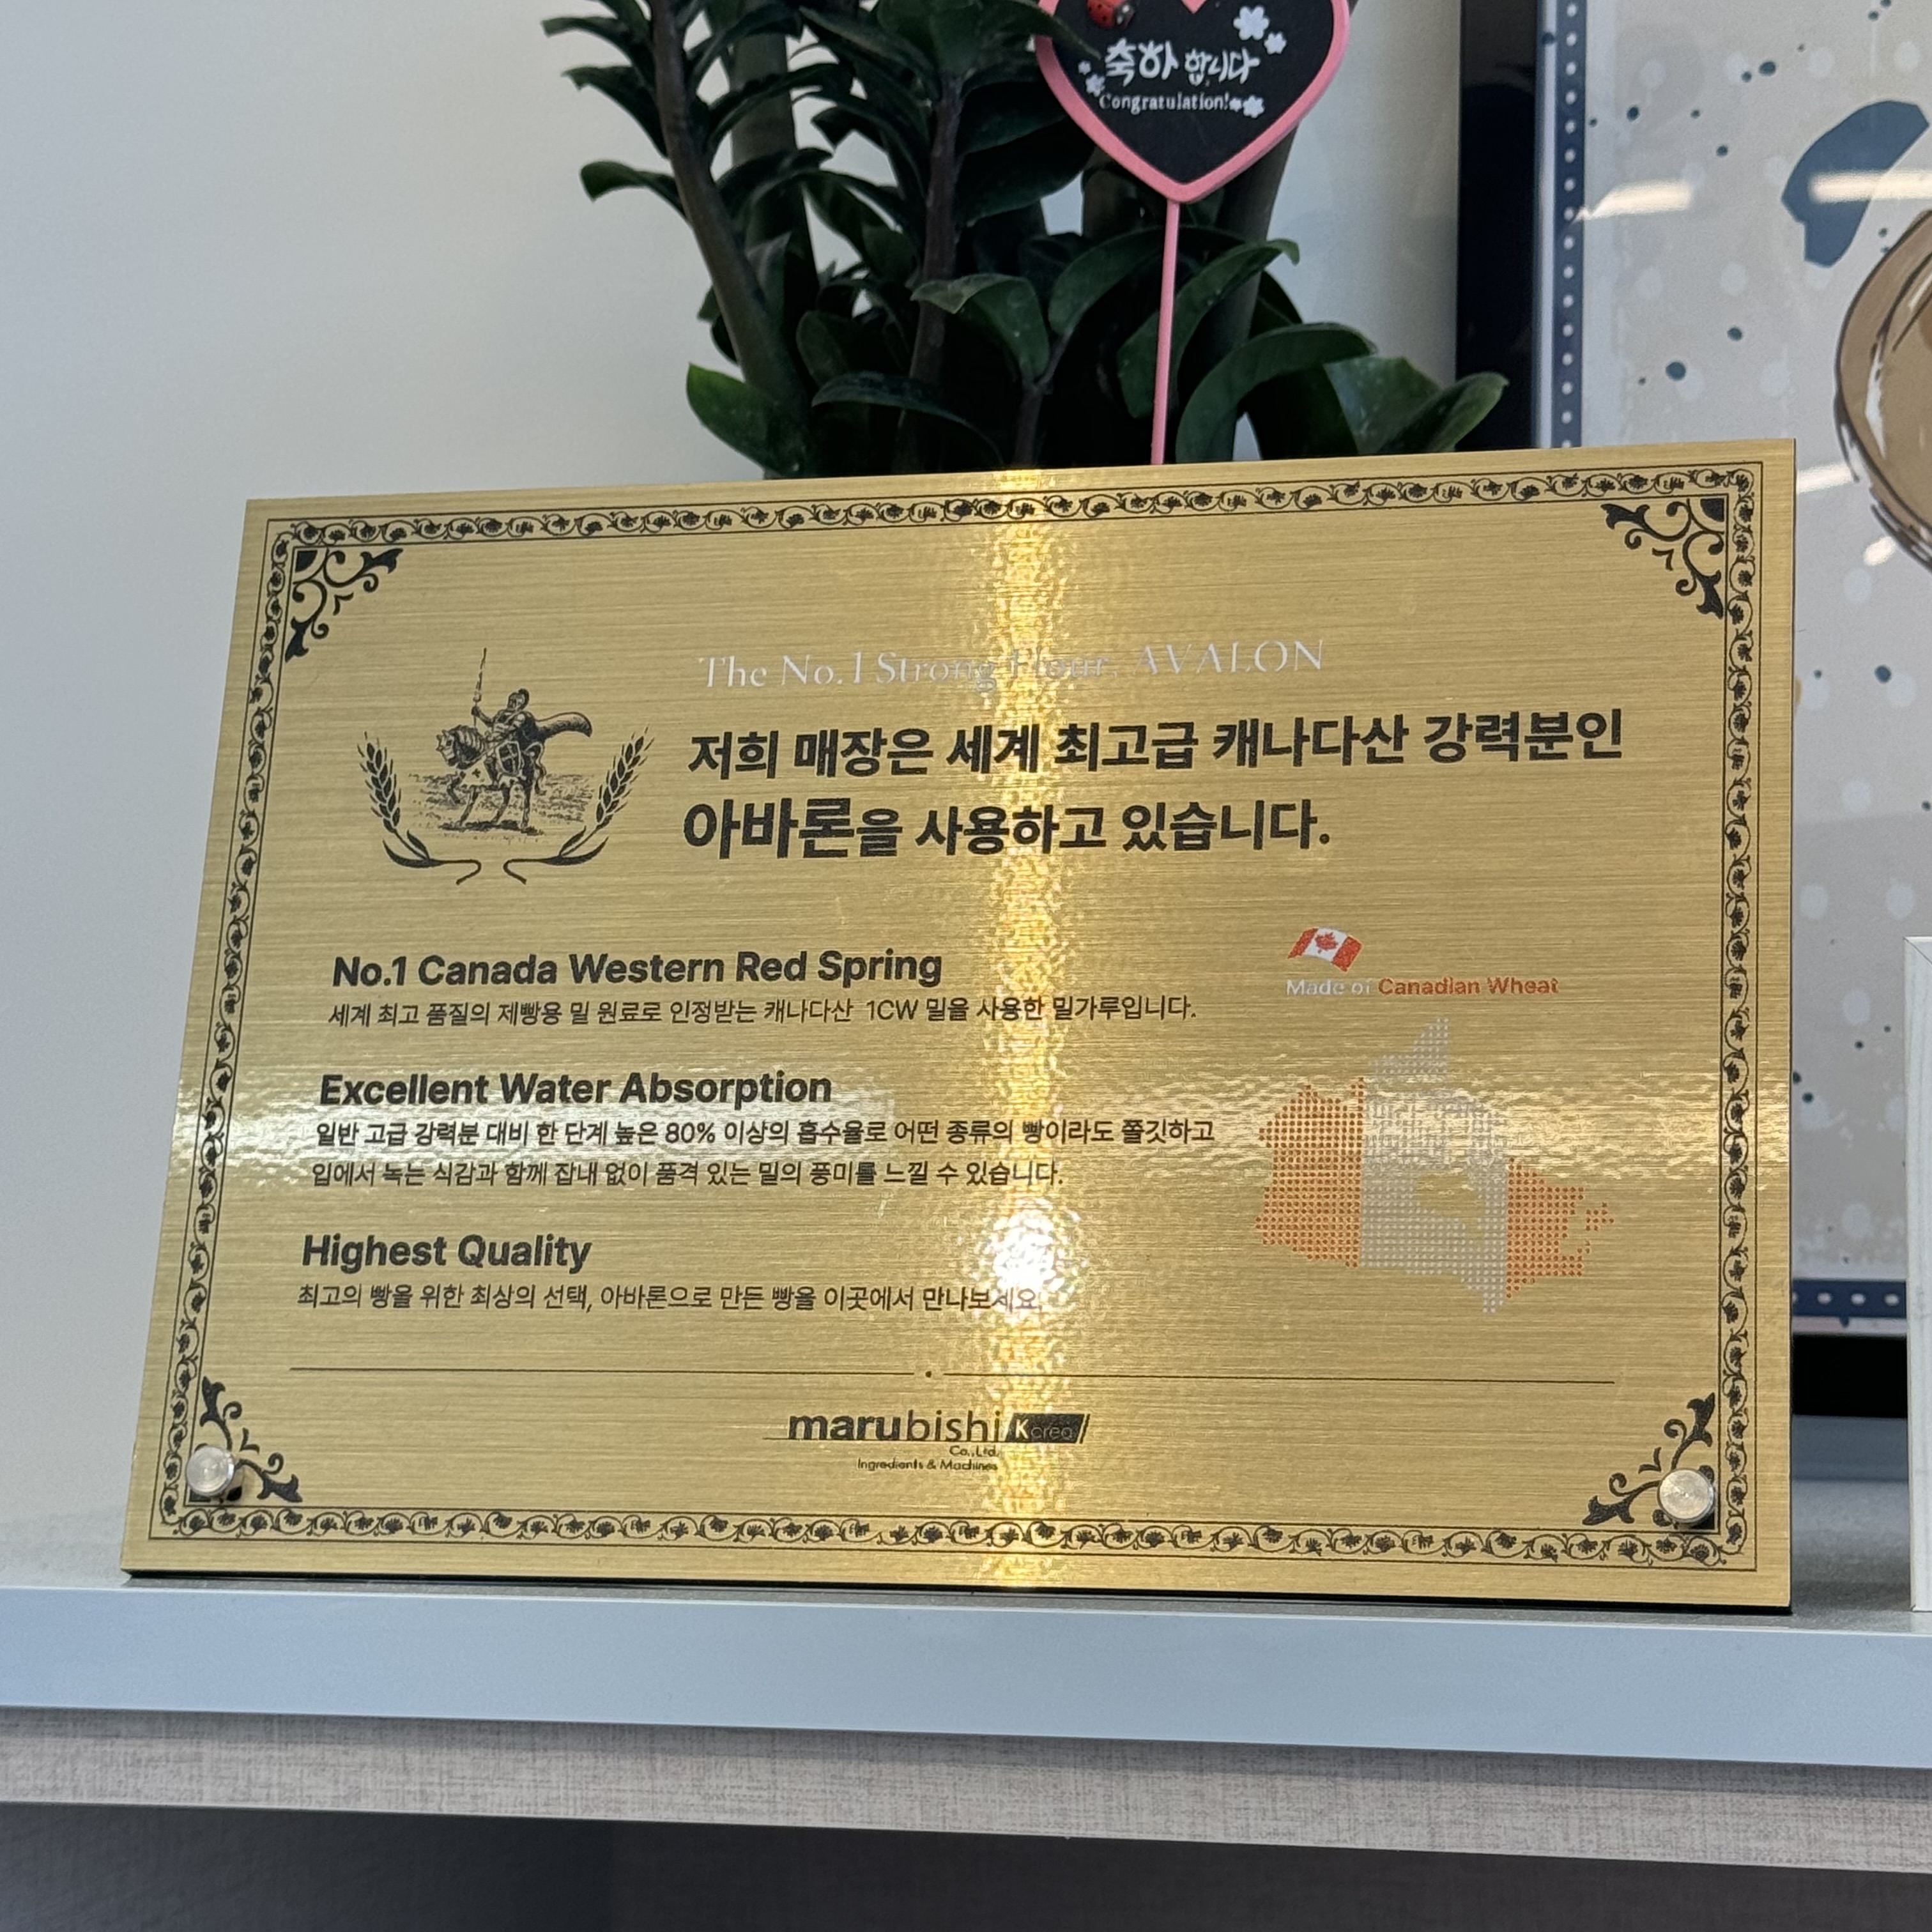 축하 합니다
Congratulation!
The No.1 Strong Flour, AVALON
저희 매장은 세계 최고급 캐나다산 강력분인
아바론을 사용하고 있습니다.
No.1 Canada Western Red Spring
세계 최고 품질의 제빵용 밀 원료로 인정받는 캐나다산 1CW 밀을 사용한 밀가루입니다.
Made of Canadian Wheat
Excellent Water Absorption
일반 고급 강력분 대비 한 단계 높은 80% 이상의 흡수율로 어떤 종류의 빵이라도 쫄깃하고
입에서 녹는 식감과 함께 잡내 없이 품격 있는 밀의 풍미를 느낄 수 있습니다.
Highest Quality
최고의 빵을 위한 최상의 선택, 아바론으로 만든 빵을 이곳에서 만나보세요.
marubishi Korea
Co.,Ltd.
Ingredients & Machines